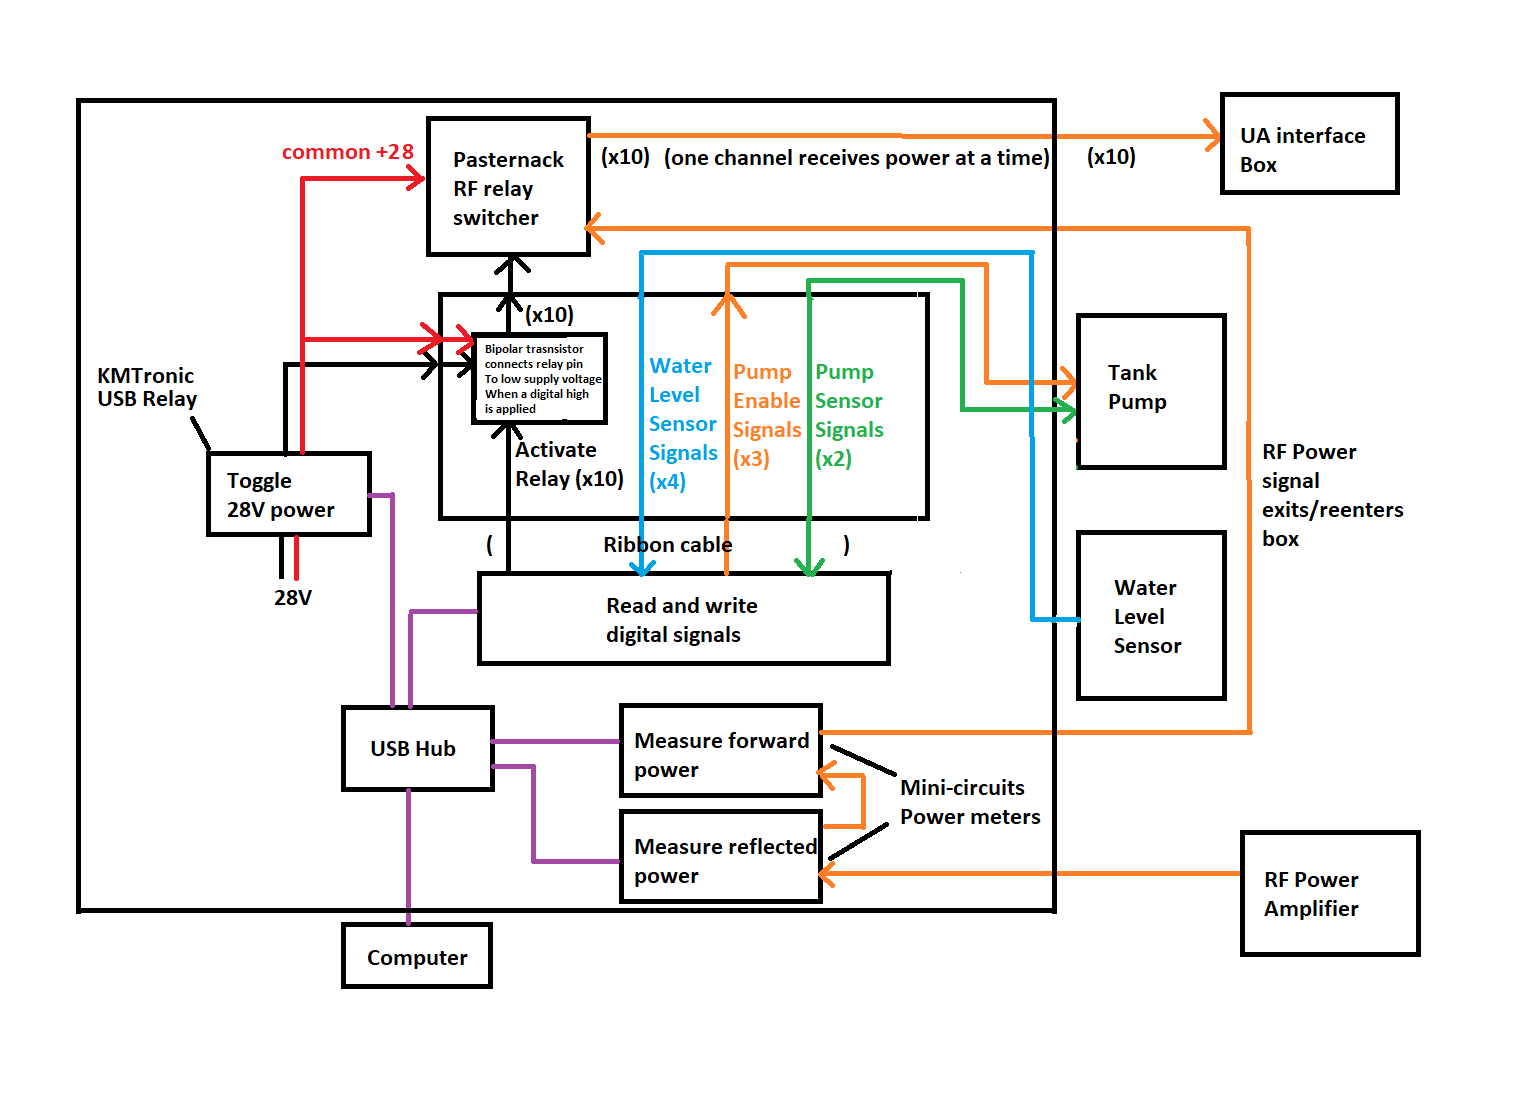 common +28
Pasternack
RF relay
switcher
(x10) (one channel receives power at a time)
(x10)
UA interface
Box
(x10)
Bipolar trasnsistor
connects relay pin
To low supply voltage
When a digital high
is applied
Activate
Relay (x10)
Water
Level
Sensor
Signals
(x4)
Pump
Enable
Signals
(x3)
Pump
Sensor
Signals
(x2)
Tank
Pump
KMTronic
USB Relay
Toggle
28V power
28V
RF Power
signal
exits/reenters
box
( Ribbon cable )
Read and write
digital signals
Water
Level
Sensor
USB Hub
Measure forward
power
Mini-circuits
Power meters
Measure reflected
power
RF Power
Amplifier
Computer